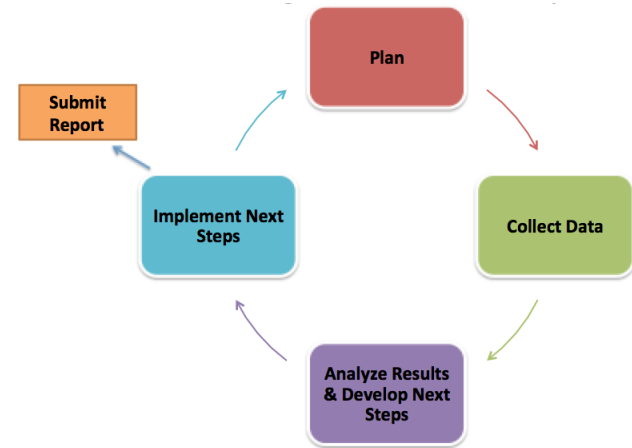 Plan
Submit
Report
Implement Next
Steps
Collect Data
Analyze Results
& Develop Next
Steps